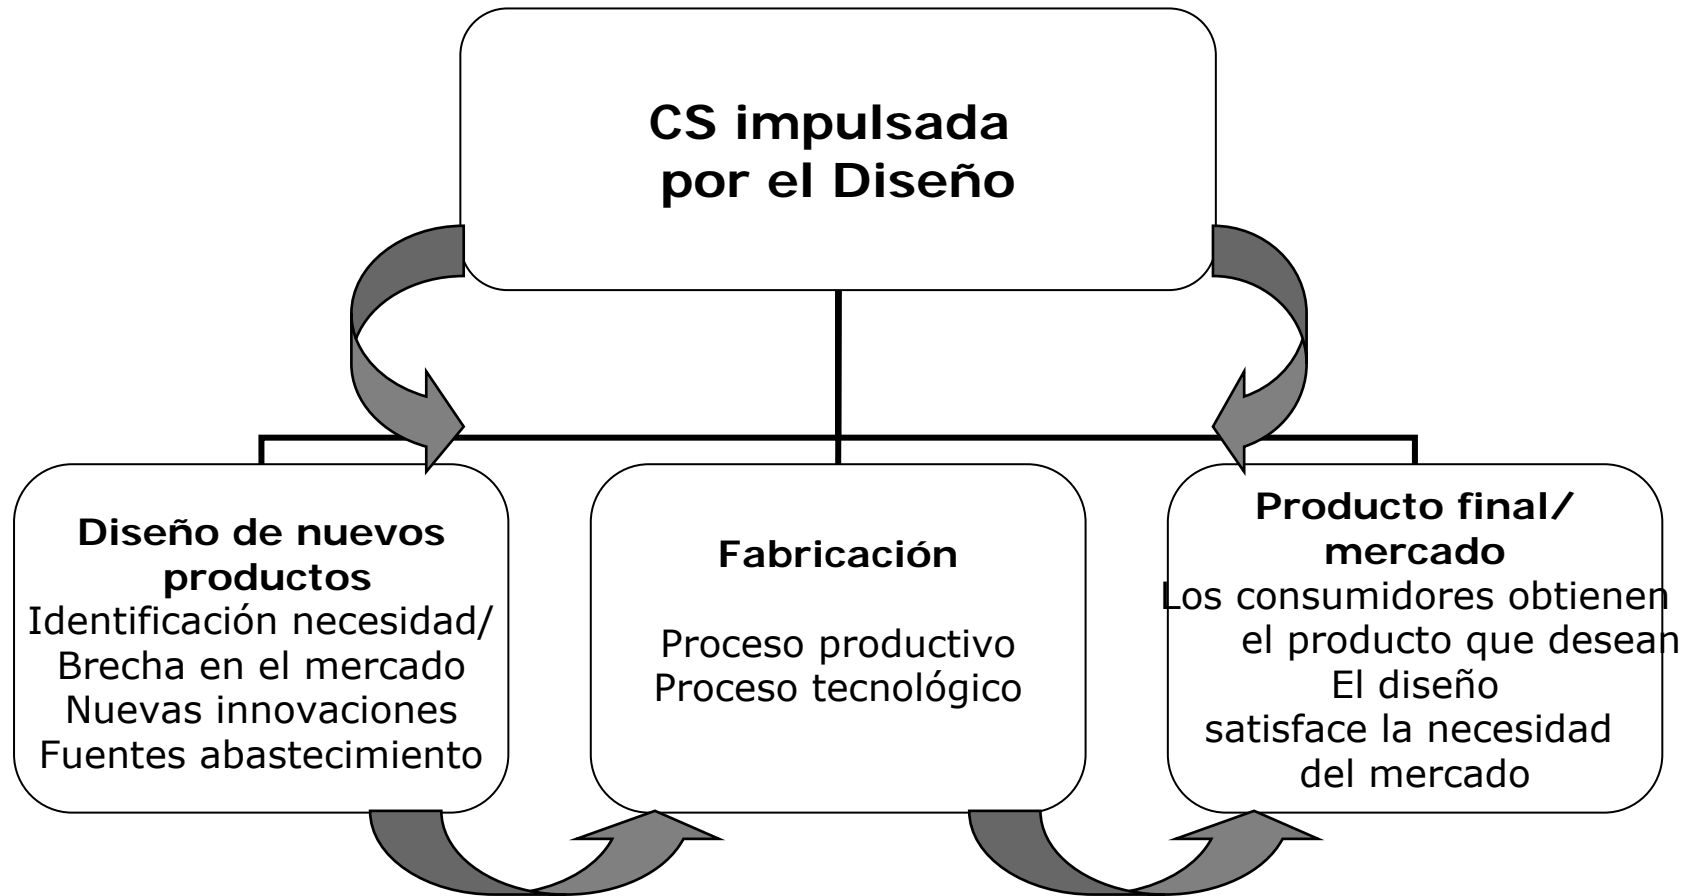 CS impulsada
por el Diseño
Diseño de nuevos
productos
Identificación necesidad/
Brecha en el mercado
Nuevas innovaciones
Fuentes abastecimiento
Fabricación
Proceso productivo
Proceso tecnológico
Producto final/
mercado
Los consumidores obtienen
el producto que desean
El diseño
satisface la necesidad
del mercado